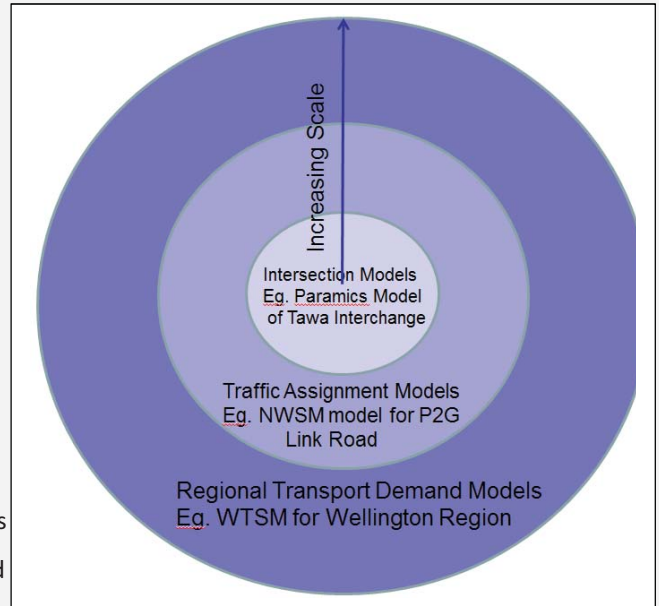 Increasing Scale
Intersection Models
Eg. Paramics Model
of Tawa Interchange
Traffic Assignment Models
Eg. NWSM model for P2G
Link Road
Regional Transport Demand Models
Eg. WTSM for Wellington Region